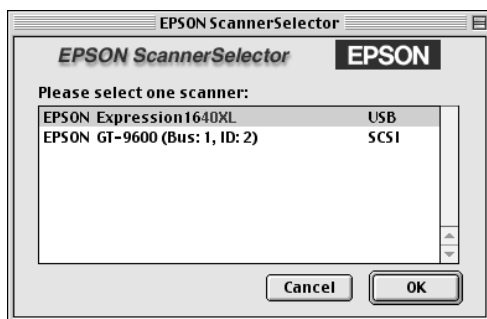 EPSON ScannerSelector
EPSON ScannerSelector EPSON
Please select one scanner:
EPSON Expression1640XL USB
EPSON GT-9600 (Bus: 1, ID: 2) SCSI
Cancel OK